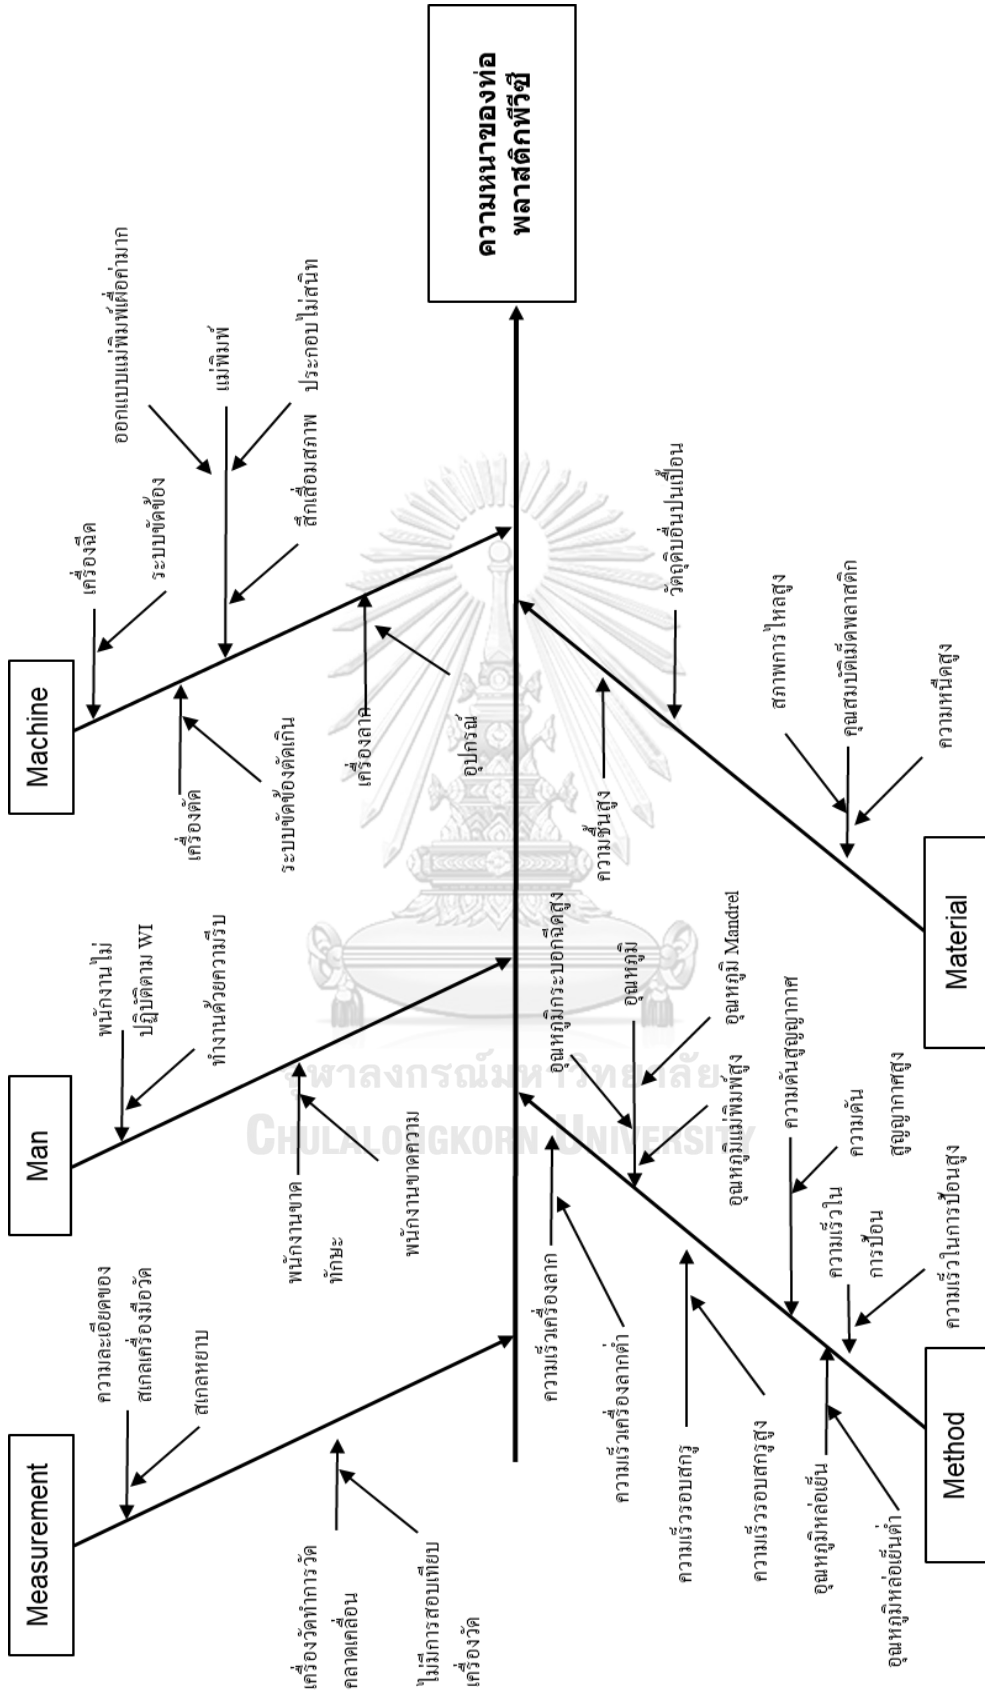 Measurement
ความละเอียดของ
สเกลเครื่องมือวัด
สเกลหยาบ
เครื่องวัดทำการวัด
คลาดเคลื่อน
ไม่มีการสอบเทียบ
เครื่องวัด
Man
พนักงานไม่
ปฏิบัติตาม WI
ทำงานด้วยความรีบ
พนักงานขาด
ทักษะ
พนักงานขาดความ
Machine
เครื่องฉีด
ระบบขัดข้อง
เครื่องตัด
ระบบขัดข้องตัดเกิน
ออกแบบแม่พิมพ์เผื่อค่ามาก
แม่พิมพ์
ประกอบไม่สนิท
สึกเสื่อมสภาพ
เครื่องลาก
อุปกรณ์
ความหนาของท่อ
พลาสติกพีวีซี
ความเร็วเครื่องลาก
ความเร็วเครื่องลากต่ำ
อุณหภูมิกระบอกฉีดสูง
อุณหภูมิ
อุณหภูมิ Mandrel
อุณหภูมิแม่พิมพ์สูง
ความเร็วรอบสกรู
ความเร็วรอบสกรูสูง
ความดันสูญญากาศ
ความดัน
สูญญากาศสูง
อุณหภูมิหล่อเย็น
อุณหภูมิหล่อเย็นต่ำ
ความเร็วใน
การป้อน
ความเร็วในการป้อนสูง
Method
ความชื้นสูง
วัตถุดิบอื่นปนเปื้อน
สภาพการไหลสูง
คุณสมบัติเม็ดพลาสติก
ความหนืดสูง
Material
จุฬาลงกรณ์มหาวิทยาลัย
CHULALONGKORN UNIVERSITY